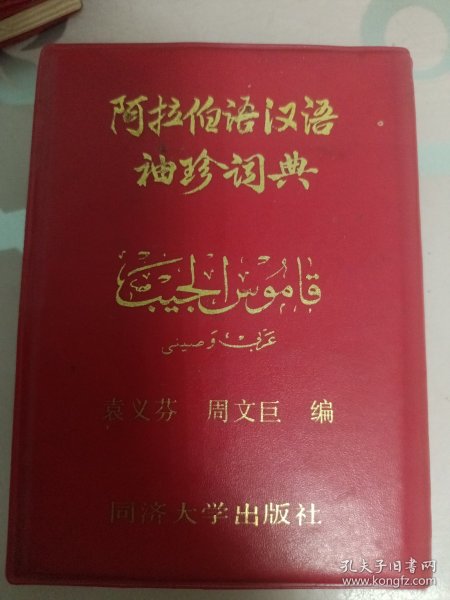 阿拉伯语汉语
袖珍词典
قاموس الجيب
عربي وصيني
袁义芬 周文巨 编
同济大学出版社
孔夫子旧书网
www.kongfz.com